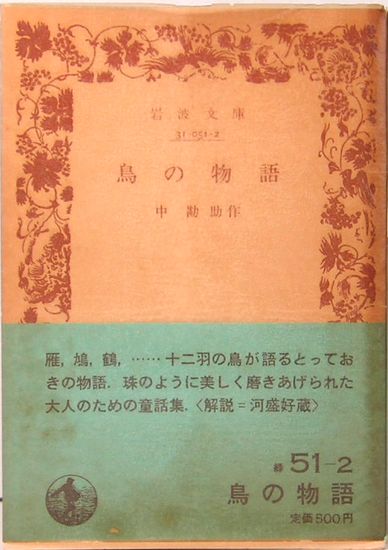 岩波文庫
31-051-2
鳥の物語
中勘助作
雁, 鳩, 鶴, ……十二羽の鳥が語るとってお
きの物語. 珠のように美しく磨きあげられた
大人のための童話集. 〈解説=河盛好蔵〉
緑 51-2
鳥の物語
定価500円